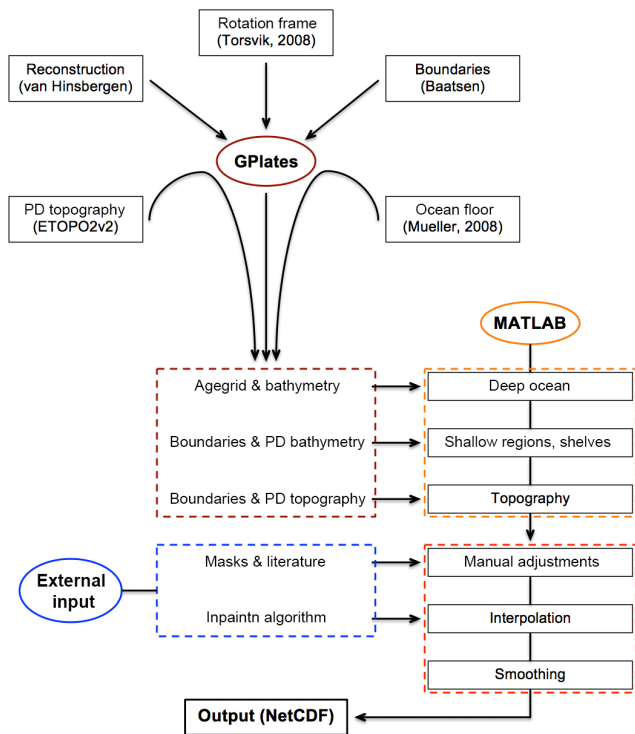 Rotation frame
(Torsvik, 2008)
Reconstruction
(van Hinsbergen)
Boundaries
(Baatsen)
GPlates
PD topography
(ETOPO2v2)
Ocean floor
(Mueller, 2008)
MATLAB
Agegrid & bathymetry
Deep ocean
Boundaries & PD bathymetry
Shallow regions, shelves
Boundaries & PD topography
Topography
External
input
Masks & literature
Manual adjustments
Inpaintn algorithm
Interpolation
Smoothing
Output (NetCDF)